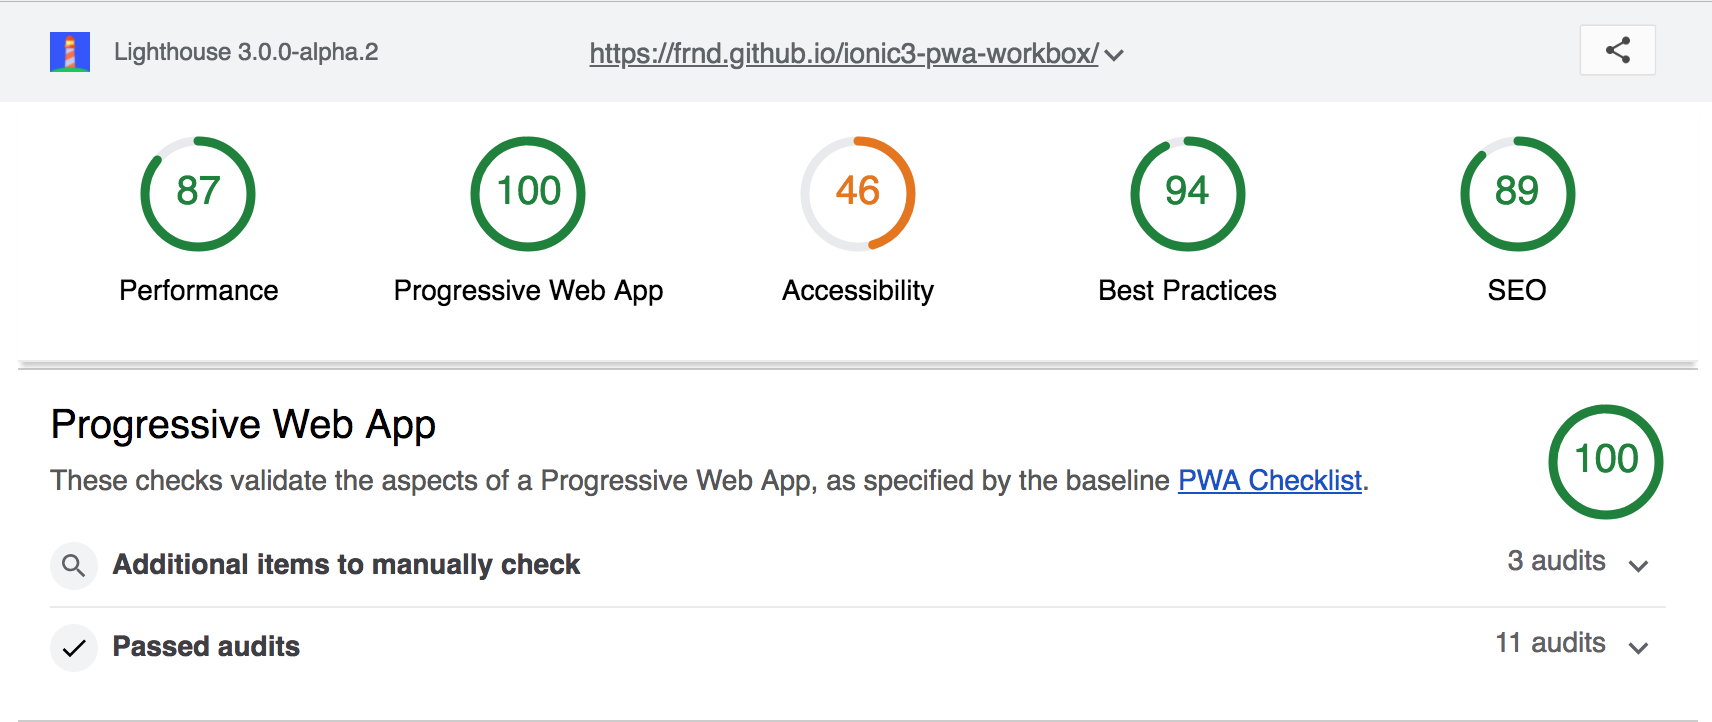 Lighthouse 3.0.0-alpha.2
https://frnd.github.io/ionic3-pwa-workbox/
87
100
46
94
89
Performance
Progressive Web App
Accessibility
Best Practices
SEO
Progressive Web App
100
These checks validate the aspects of a Progressive Web App, as specified by the baseline PWA Checklist.
Additional items to manually check
3 audits
Passed audits
11 audits